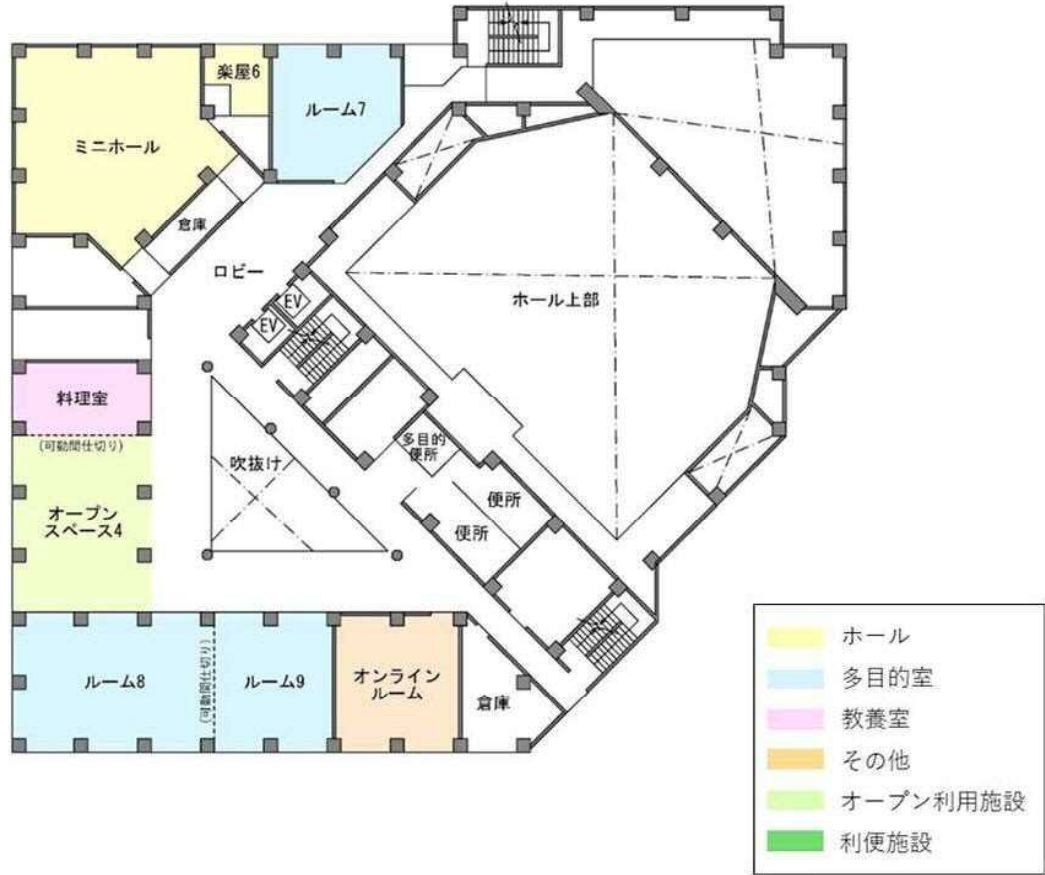 楽屋6
ルーム7
ミニホール
倉庫
ロビー
EV
EV
ホール上部
料理室
(可動間仕切り)
多目的
便所
吹抜け
便所
オープン
スペース4
便所
ルーム8
(可動間仕切り)
ルーム9
オンライン
ルーム
倉庫
ホール
多目的室
教養室
その他
オープン利用施設
利便施設